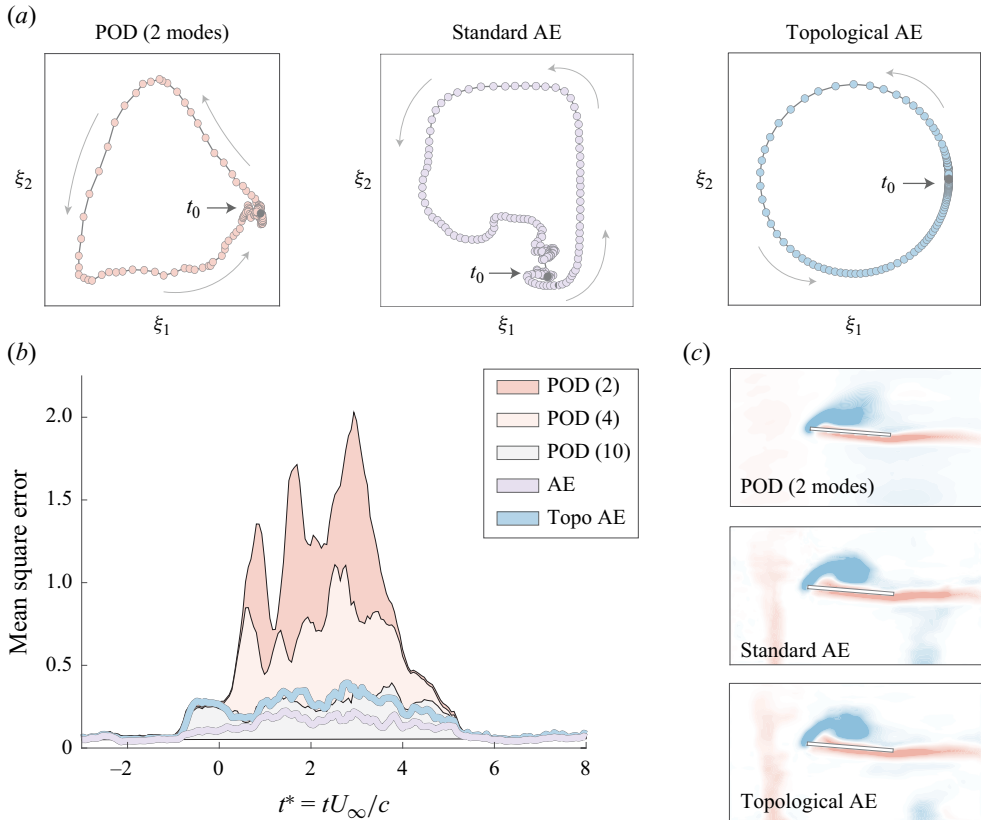 (a)
POD (2 modes)
Standard AE
Topological AE
ξ2
t0
ξ1
ξ2
t0
ξ1
ξ2
t0
ξ1
(b)
Mean square error
2.0
1.5
1.0
0.5
0
–2
0
2
4
6
8
t* = tU∞/c
POD (2)
POD (4)
POD (10)
AE
Topo AE
(c)
POD (2 modes)
Standard AE
Topological AE